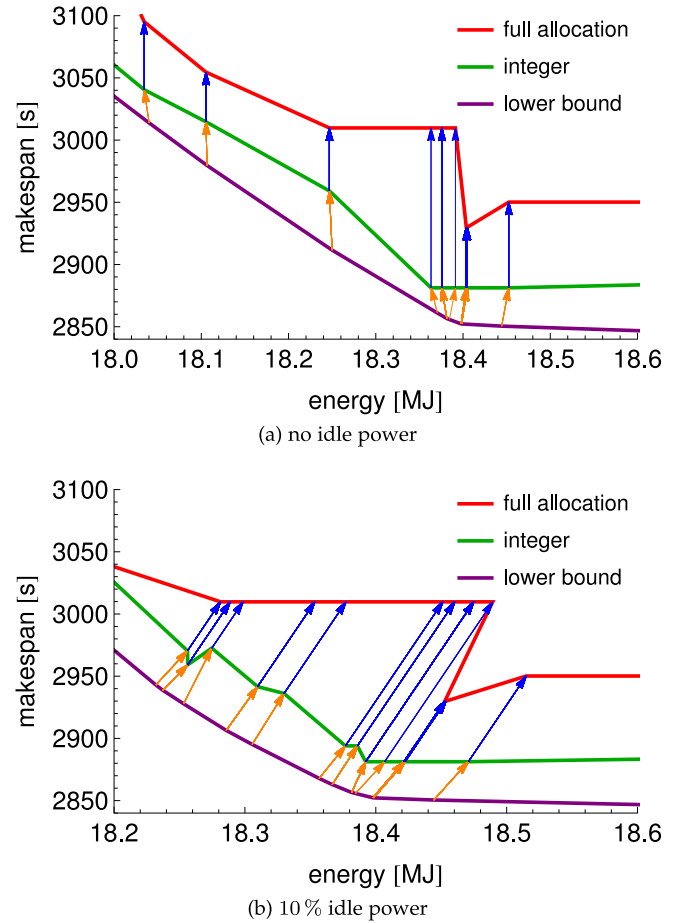 3100
3050
3000
2950
2900
2850
makespan [s]
full allocation
integer
lower bound
18.0 18.1 18.2 18.3 18.4 18.5 18.6
energy [MJ]
(a) no idle power
3100
3050
3000
2950
2900
2850
makespan [s]
full allocation
integer
lower bound
18.2 18.3 18.4 18.5 18.6
energy [MJ]
(b) 10 % idle power